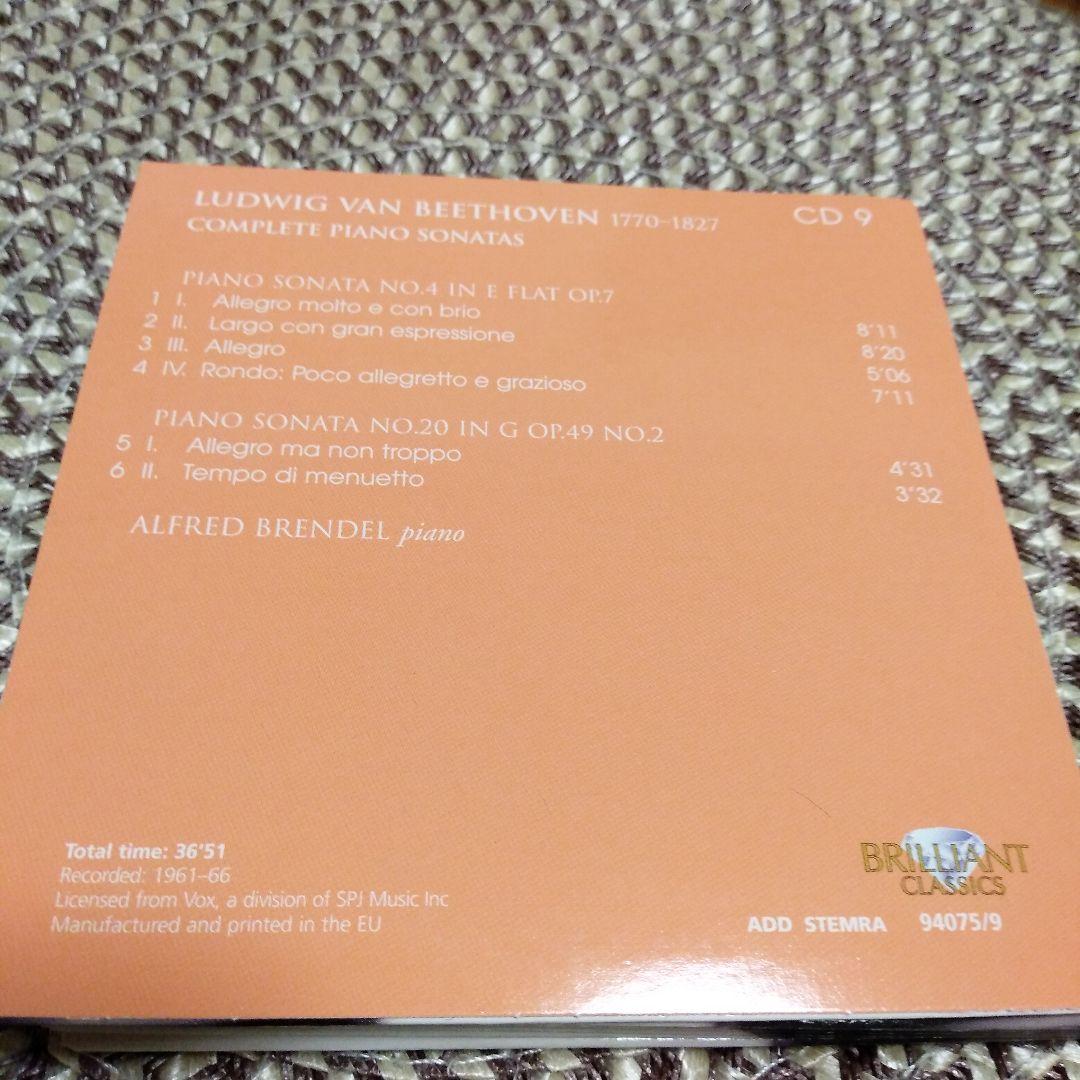 LUDWIG VAN BEETHOVEN 1770–1827 CD 9
COMPLETE PIANO SONATAS
PIANO SONATA NO.4 IN E FLAT OP.7
1 I. Allegro molto e con brio 8'11
2 II. Largo con gran espressione 8'20
3 III. Allegro 5'06
4 IV. Rondo: Poco allegretto e grazioso 7'11
PIANO SONATA NO.20 IN G OP.49 NO.2
5 I. Allegro ma non troppo 4'31
6 II. Tempo di menuetto 3'32
ALFRED BRENDEL piano
Total time: 36'51
Recorded: 1961–66
Licensed from Vox, a division of SPJ Music Inc
Manufactured and printed in the EU
BRILLIANT
CLASSICS
ADD STEMRA 94075/9